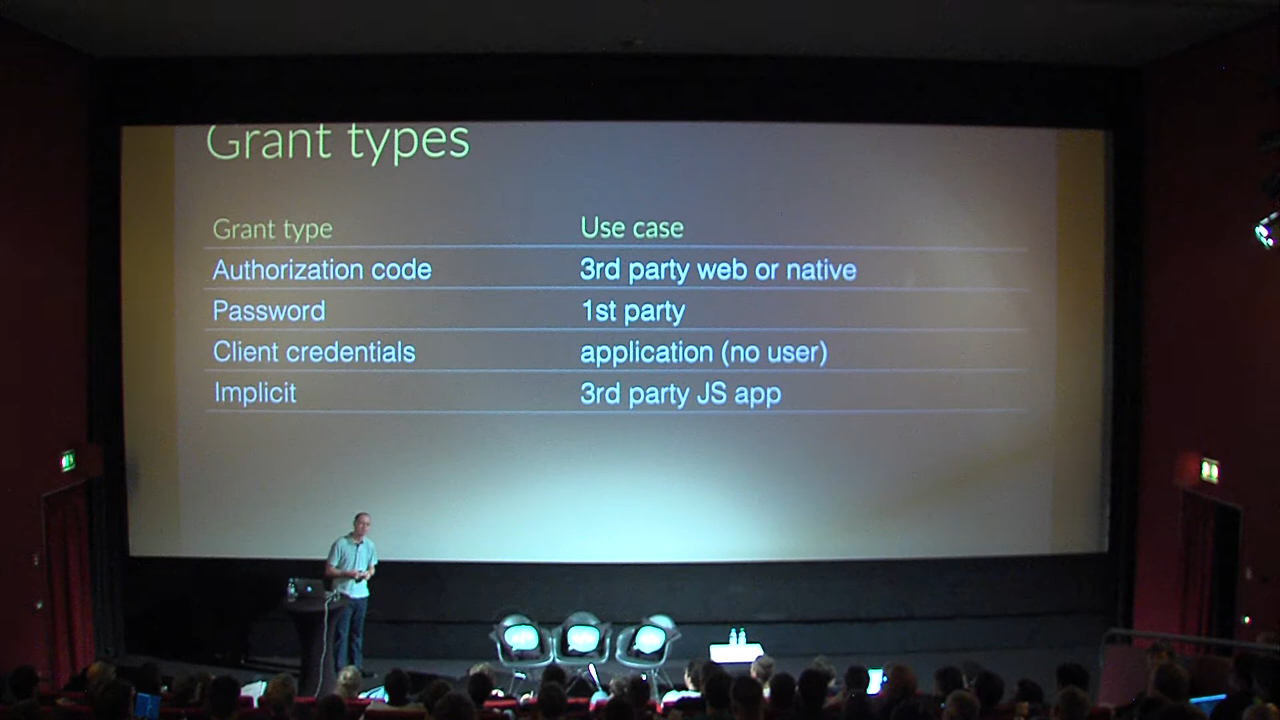 Grant types
Grant type Use case
Authorization code 3rd party web or native
Password 1st party
Client credentials application (no user)
Implicit 3rd party JS app